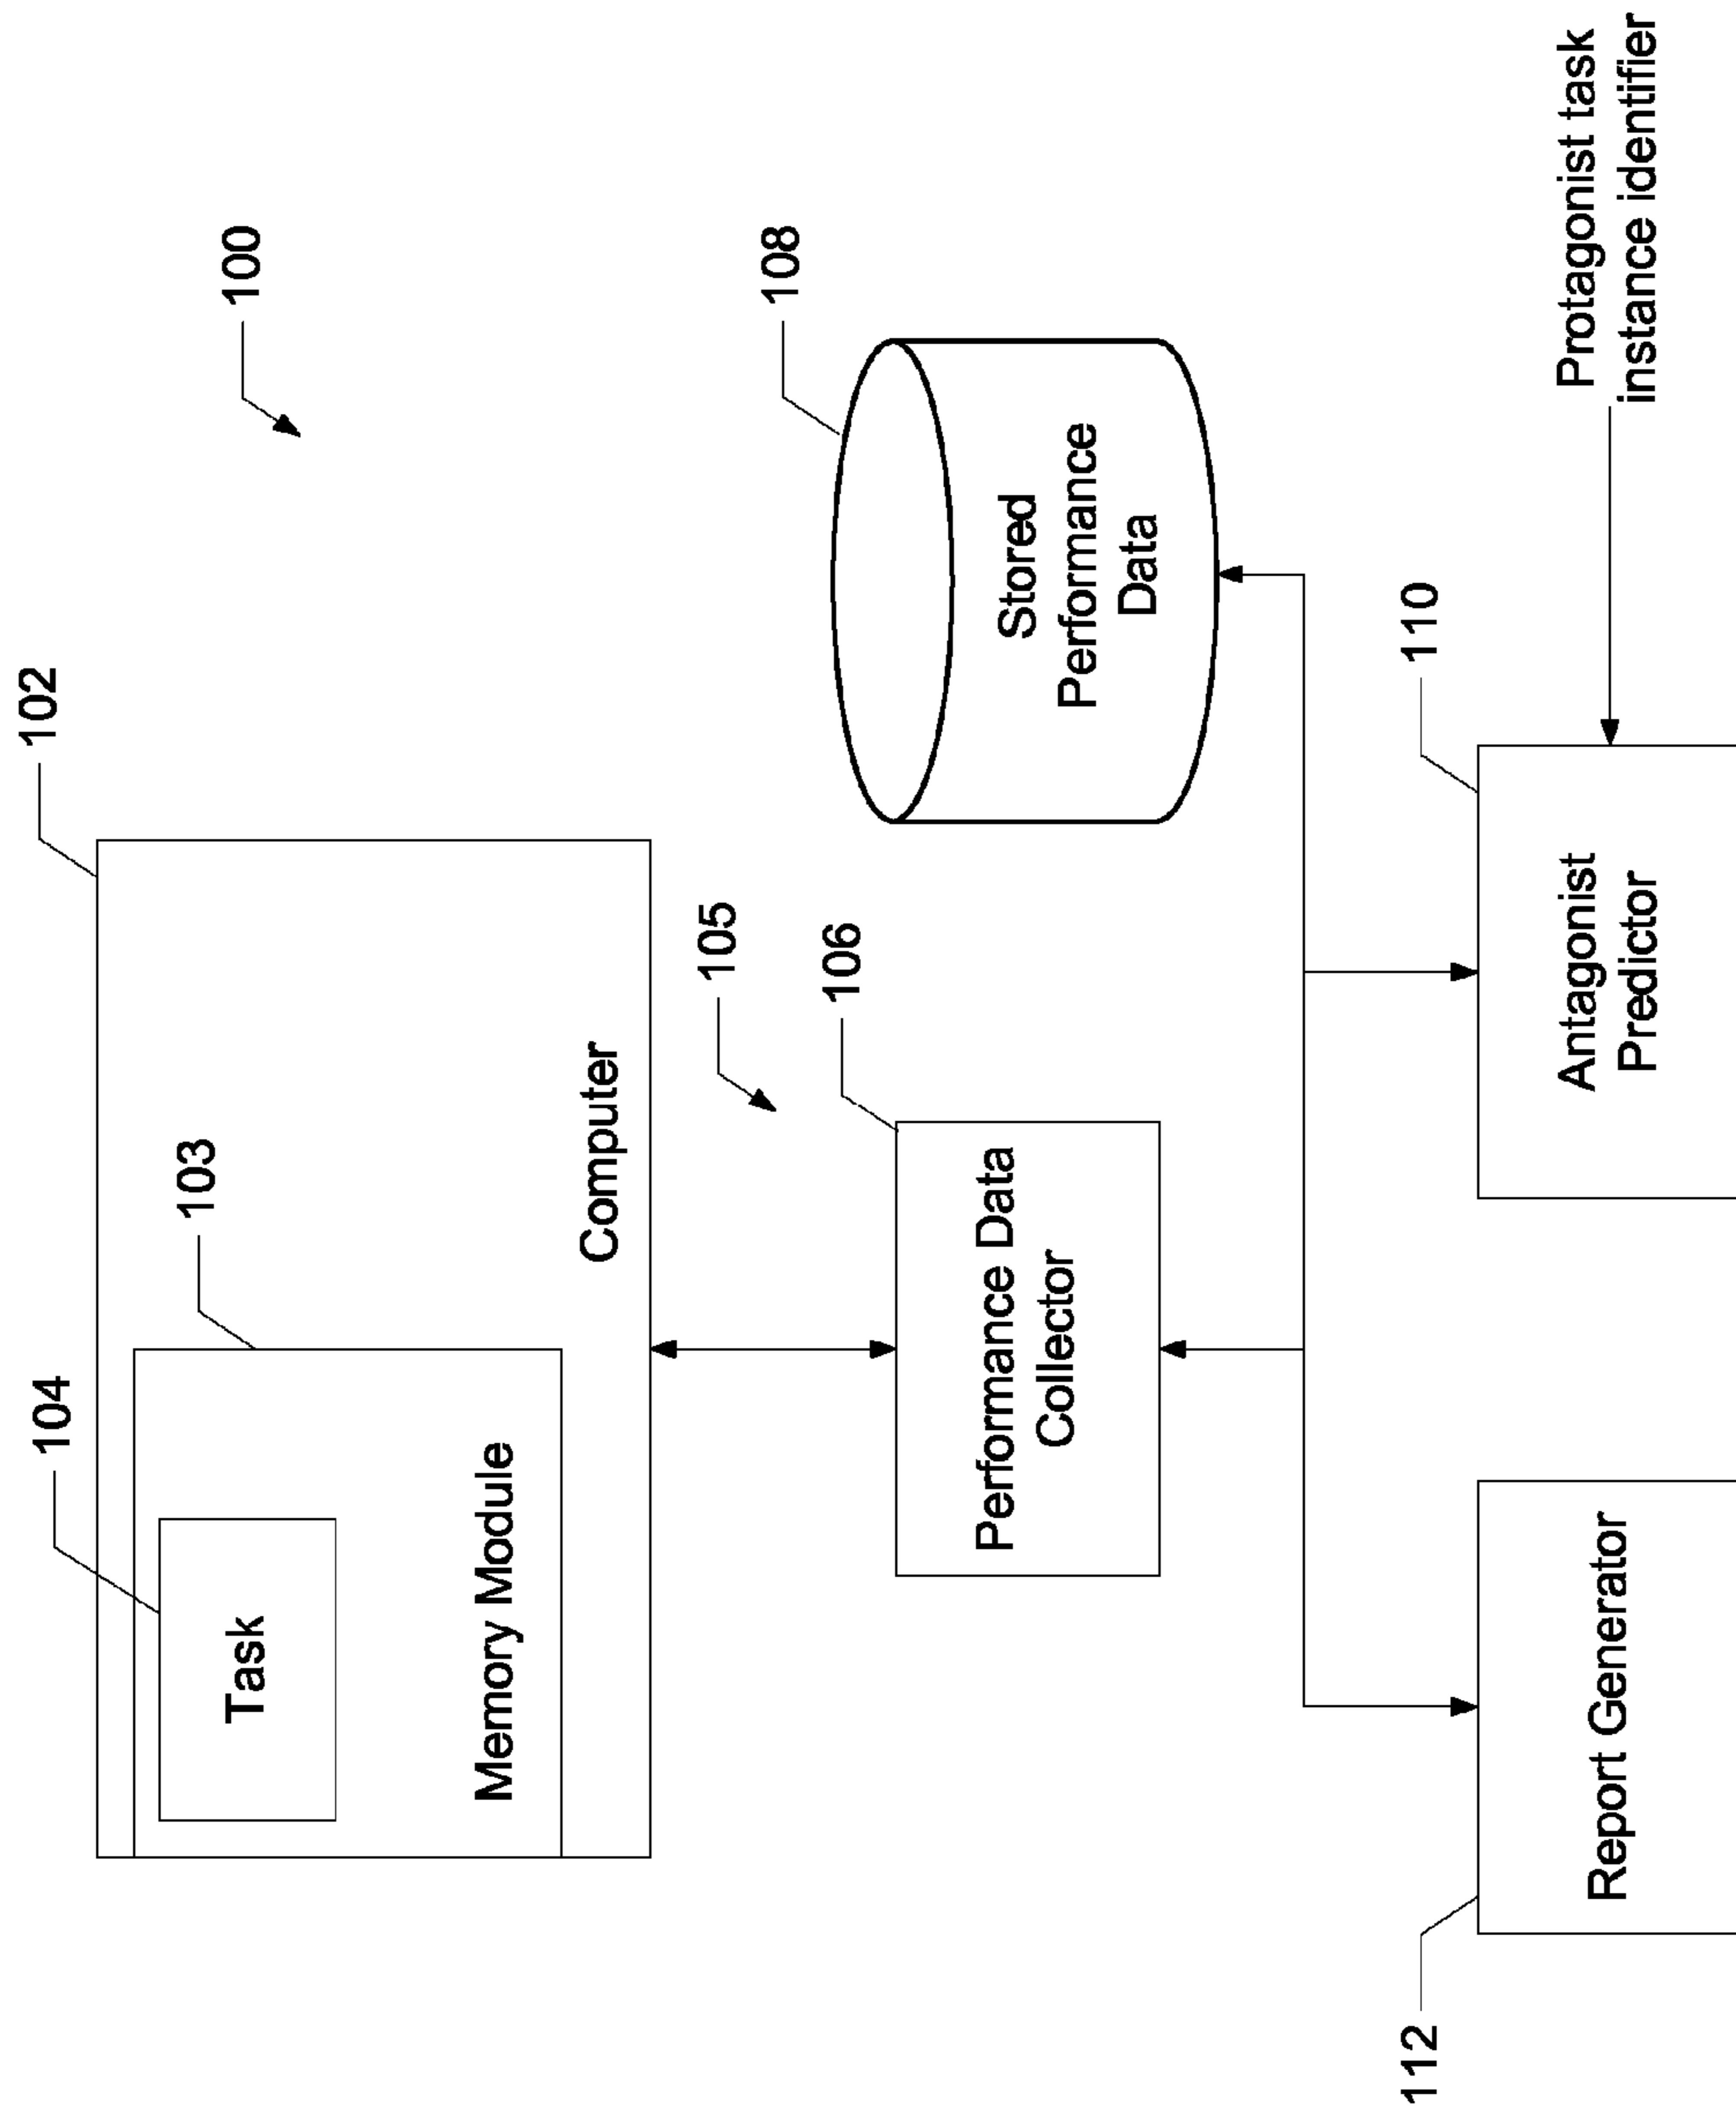 100
102
104
103
Task
Memory Module
Computer
105
106
108
Performance Data
Collector
Stored
Performance
Data
112
110
Report Generator
Antagonist
Predictor
Protagonist task
instance identifier